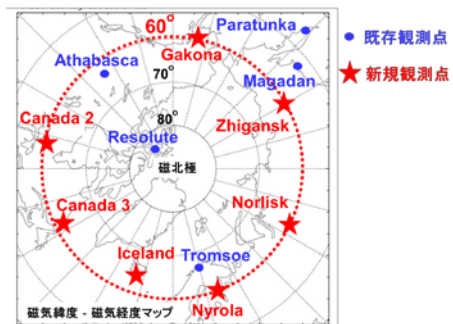 Paratunka
60°
既存観測点
Gakona
Athabasca
70°
Magadan
新規観測点
Canada 2
80°
Zhigansk
Resolute
磁北極
Canada 3
Norlisk
Iceland
Tromsoe
磁気緯度 - 磁気経度マップ
Nyrola